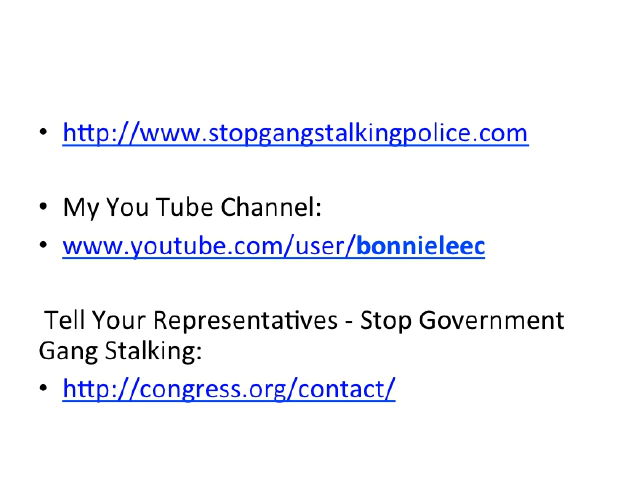 • http://www.stopgangstalkingpolice.com
• My You Tube Channel:
• www.youtube.com/user/bonnieleec
Tell Your Representatives - Stop Government
Gang Stalking:
• http://congress.org/contact/